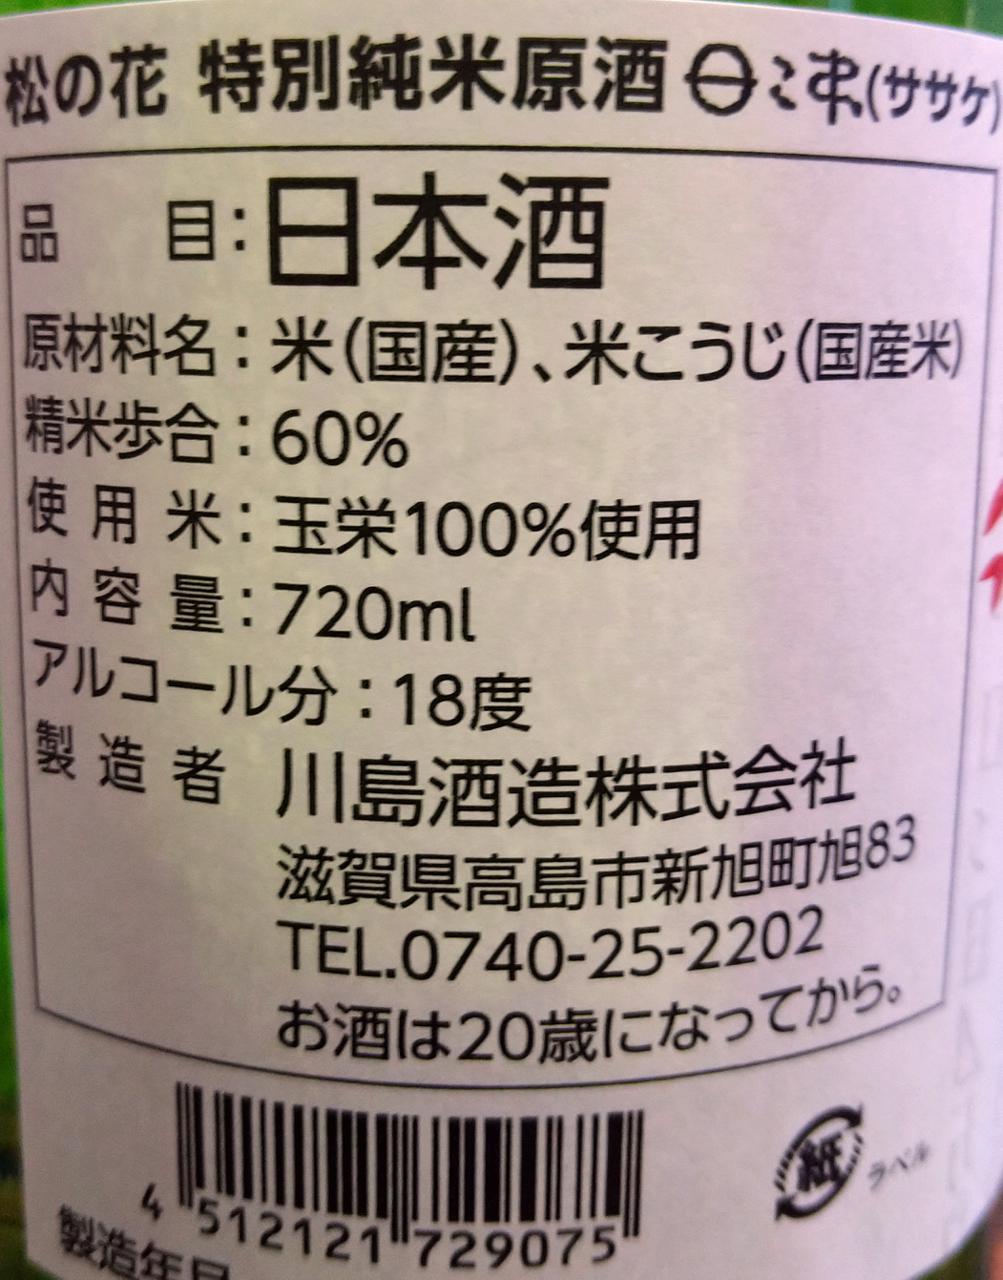 松の花 特別純米原酒 (ササケ)
品目:日本酒
原材料名:米(国産)、米こうじ(国産米)
精米歩合:60%
使用米:玉栄100%使用
内容量:720ml
アルコール分:18度
製造者 川島酒造株式会社
滋賀県高島市新旭町旭83
TEL.0740-25-2202
お酒は20歳になってから。
4 512121 729075
紙 ラベル
製造年月